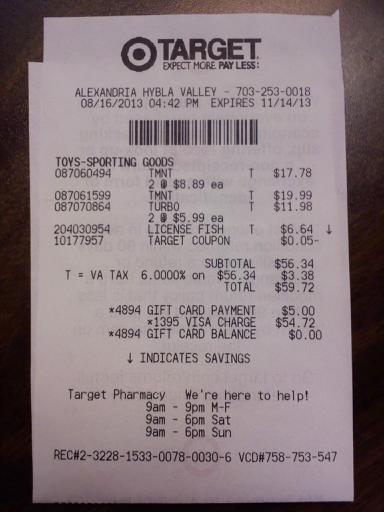 TARGET
EXPECT MORE. PAY LESS:
ALEXANDRIA HYBLA VALLEY - 703-253-0018
08/16/2013 04:42 PM EXPIRES 11/14/13
TOYS-SPORTING GOODS
087060494 TMNT T $17.78
2 @ $8.89 ea
087061599 TMNT T $19.99
087070864 TURBO T $11.98
2 @ $5.99 ea
204030954 LICENSE FISH T $6.64 ↓
10177957 TARGET COUPON $0.05-
SUBTOTAL $56.34
T = VA TAX 6.0000% on $56.34 $3.38
TOTAL $59.72
*4894 GIFT CARD PAYMENT $5.00
*1395 VISA CHARGE $54.72
*4894 GIFT CARD BALANCE $0.00
↓ INDICATES SAVINGS
Target Pharmacy We're here to help!
9am - 9pm M-F
9am - 6pm Sat
9am - 6pm Sun
REC#2-3228-1533-0078-0030-6 VCD#758-753-547